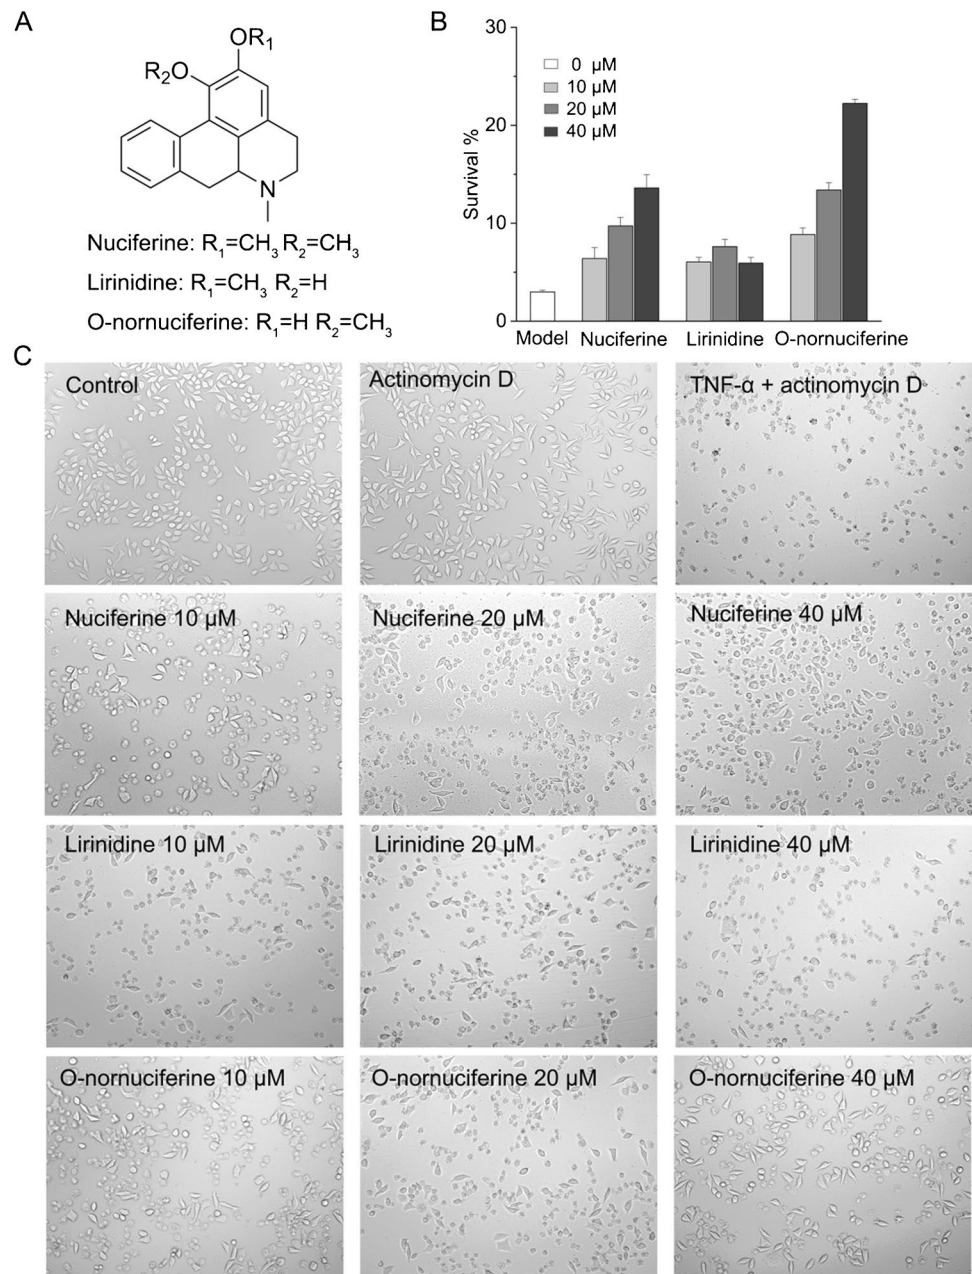 A
OR₁
R₂O
N
Nuciferine: R₁=CH₃ R₂=CH₃
Lirinidine: R₁=CH₃ R₂=H
O-nornuciferine: R₁=H R₂=CH₃
B
30
20
10
0
Survival %
0 µM
10 µM
20 µM
40 µM
Model Nuciferine Lirinidine O-nornuciferine
C
Control
Actinomycin D
TNF-α + actinomycin D
Nuciferine 10 µM
Nuciferine 20 µM
Nuciferine 40 µM
Lirinidine 10 µM
Lirinidine 20 µM
Lirinidine 40 µM
O-nornuciferine 10 µM
O-nornuciferine 20 µM
O-nornuciferine 40 µM